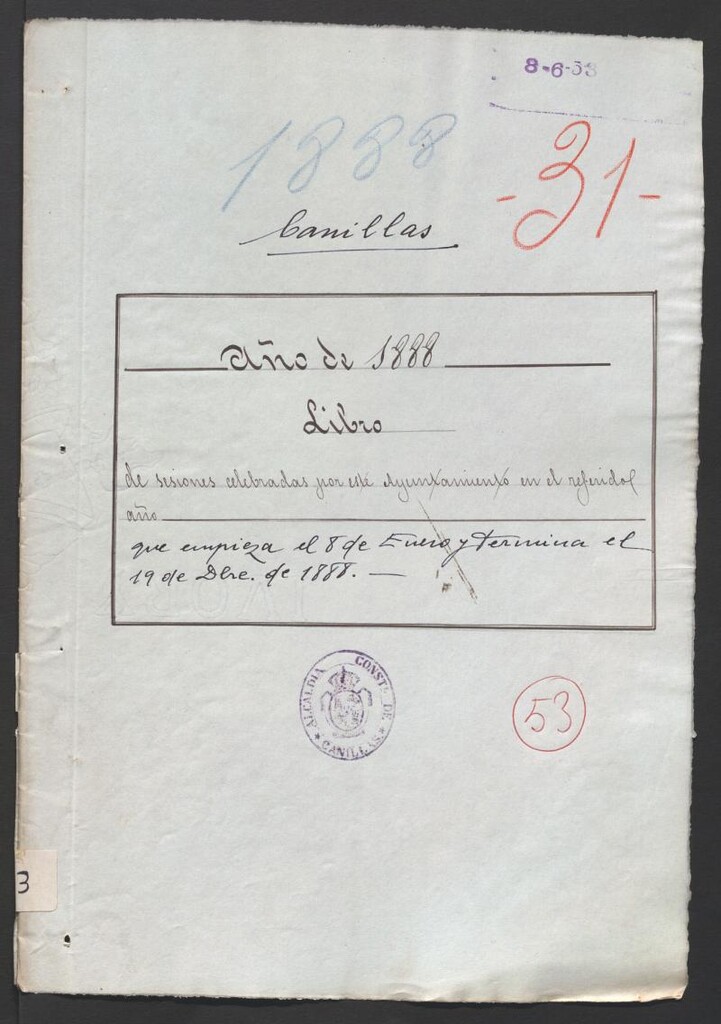 8-6-53
1888
-31-
Canillas
Año de 1888
Libro
de sesiones celebradas por este Ayuntamiento en el referido
año
que empieza el 8 de Enero y termina el
19 de Dbre. de 1888. —
ALCALDIA CONSTL. DE
* CANILLAS *
53
3